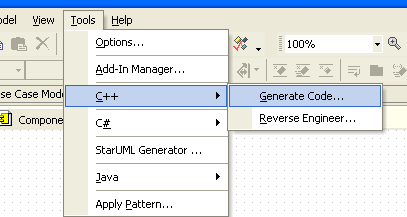 odel View Tools Help
Options...
100%
Add-In Manager...
se Case Mode
C++
Generate Code...
Componen
C#
Reverse Engineer...
StarUML Generator ...
Java
Apply Pattern...